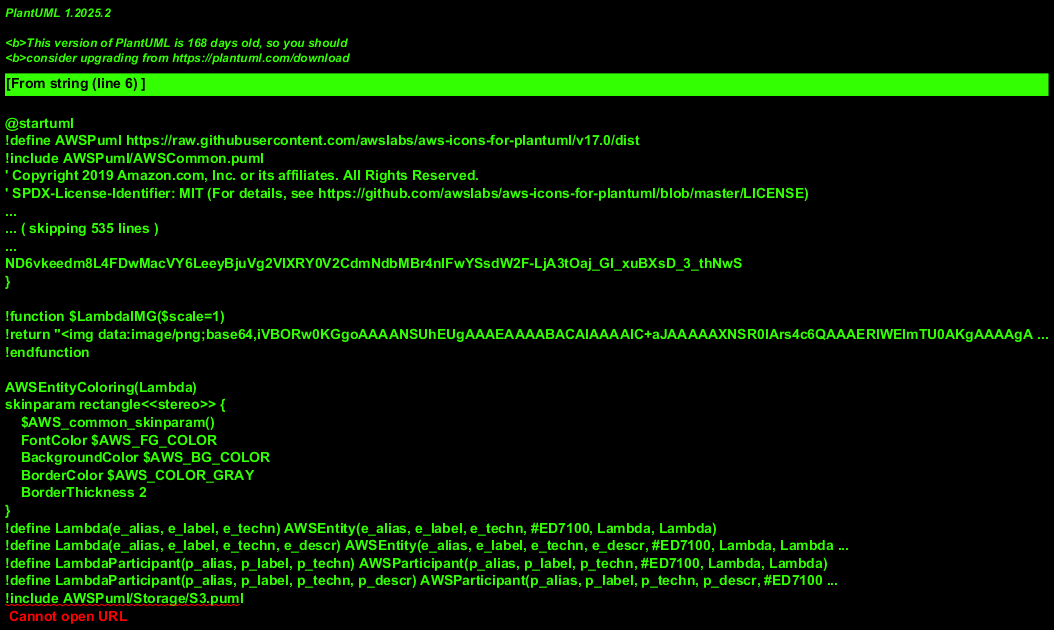 PlantUML 1.2025.2
<b>This version of PlantUML is 168 days old, so you should
<b>consider upgrading from https://plantuml.com/download
[From string (line 6) ]
@startuml
!define AWSPuml https://raw.githubusercontent.com/awslabs/aws-icons-for-plantuml/v17.0/dist
!include AWSPuml/AWSCommon.puml
' Copyright 2019 Amazon.com, Inc. or its affiliates. All Rights Reserved.
' SPDX-License-Identifier: MIT (For details, see https://github.com/awslabs/aws-icons-for-plantuml/blob/master/LICENSE)
...
... ( skipping 535 lines )
...
ND6vkeedm8L4FDwMacVY6LeeyBjuVg2VIXRY0V2CdmNdbMBr4nIFwYSsdW2F-LjA3tOaj_GI_xuBXsD_3_thNwS
}
!function $LambdaIMG($scale=1)
!return "<img data:image/png;base64,iVBORw0KGgoAAAANSUhEUgAAAEAAAABACAIAAAAlC+aJAAAAAXNSR0IArs4c6QAAAERlWElmTU0AKgAAAAgA ...
!endfunction
AWSEntityColoring(Lambda)
skinparam rectangle<<stereo>> {
$AWS_common_skinparam()
FontColor $AWS_FG_COLOR
BackgroundColor $AWS_BG_COLOR
BorderColor $AWS_COLOR_GRAY
BorderThickness 2
}
!define Lambda(e_alias, e_label, e_techn) AWSEntity(e_alias, e_label, e_techn, #ED7100, Lambda, Lambda)
!define Lambda(e_alias, e_label, e_techn, e_descr) AWSEntity(e_alias, e_label, e_techn, e_descr, #ED7100, Lambda, Lambda ...
!define LambdaParticipant(p_alias, p_label, p_techn) AWSParticipant(p_alias, p_label, p_techn, #ED7100, Lambda, Lambda)
!define LambdaParticipant(p_alias, p_label, p_techn, p_descr) AWSParticipant(p_alias, p_label, p_techn, p_descr, #ED7100 ...
!include AWSPuml/Storage/S3.puml
Cannot open URL